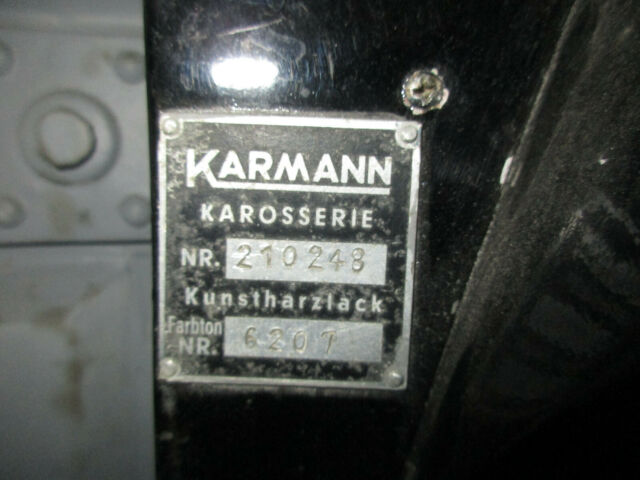 KARMANN
KAROSSERIE
NR. 210248
Kunstharzlack
Farbton
NR. 6207